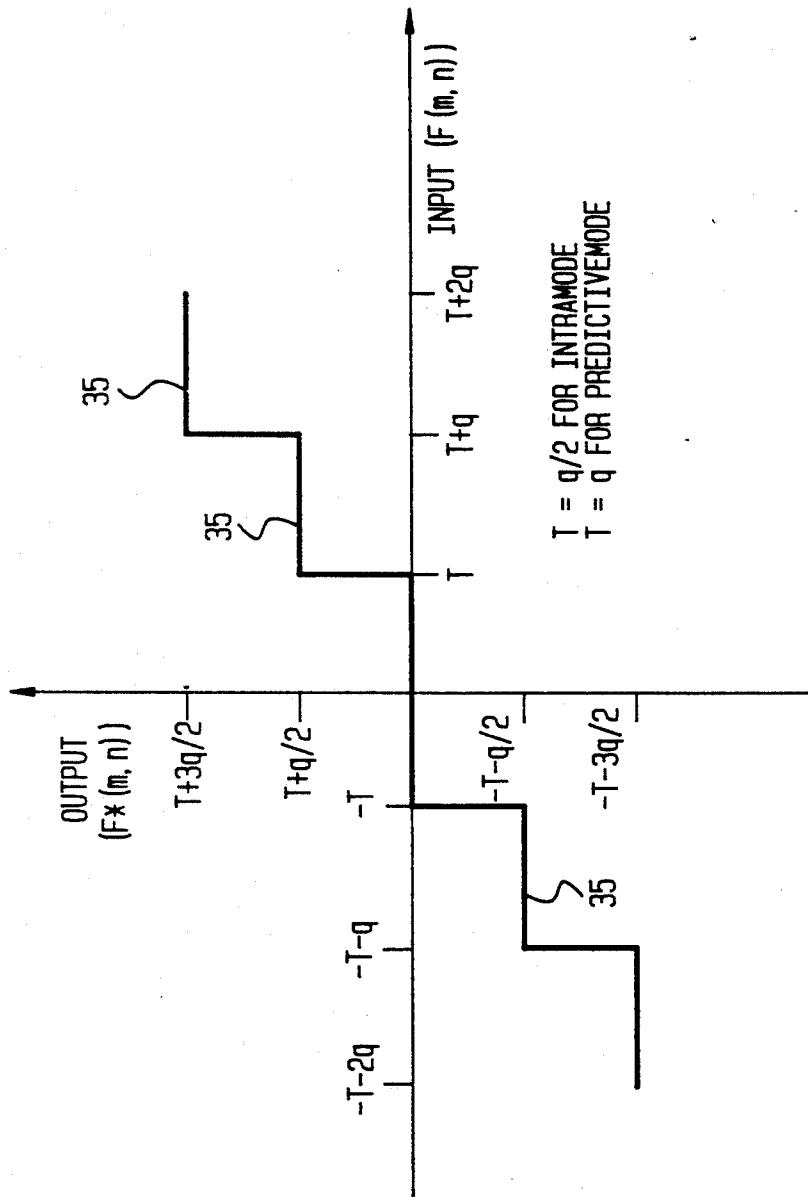 OUTPUT
(F* (m, n))
T+3q/2
T+q/2
35
35
-T-2q
-T-q
-T
T
T+q
T+2q
INPUT (F (m, n))
-T-q/2
-T-3q/2
35
T = q/2 FOR INTRAMODE
T = q FOR PREDICTIVEMODE